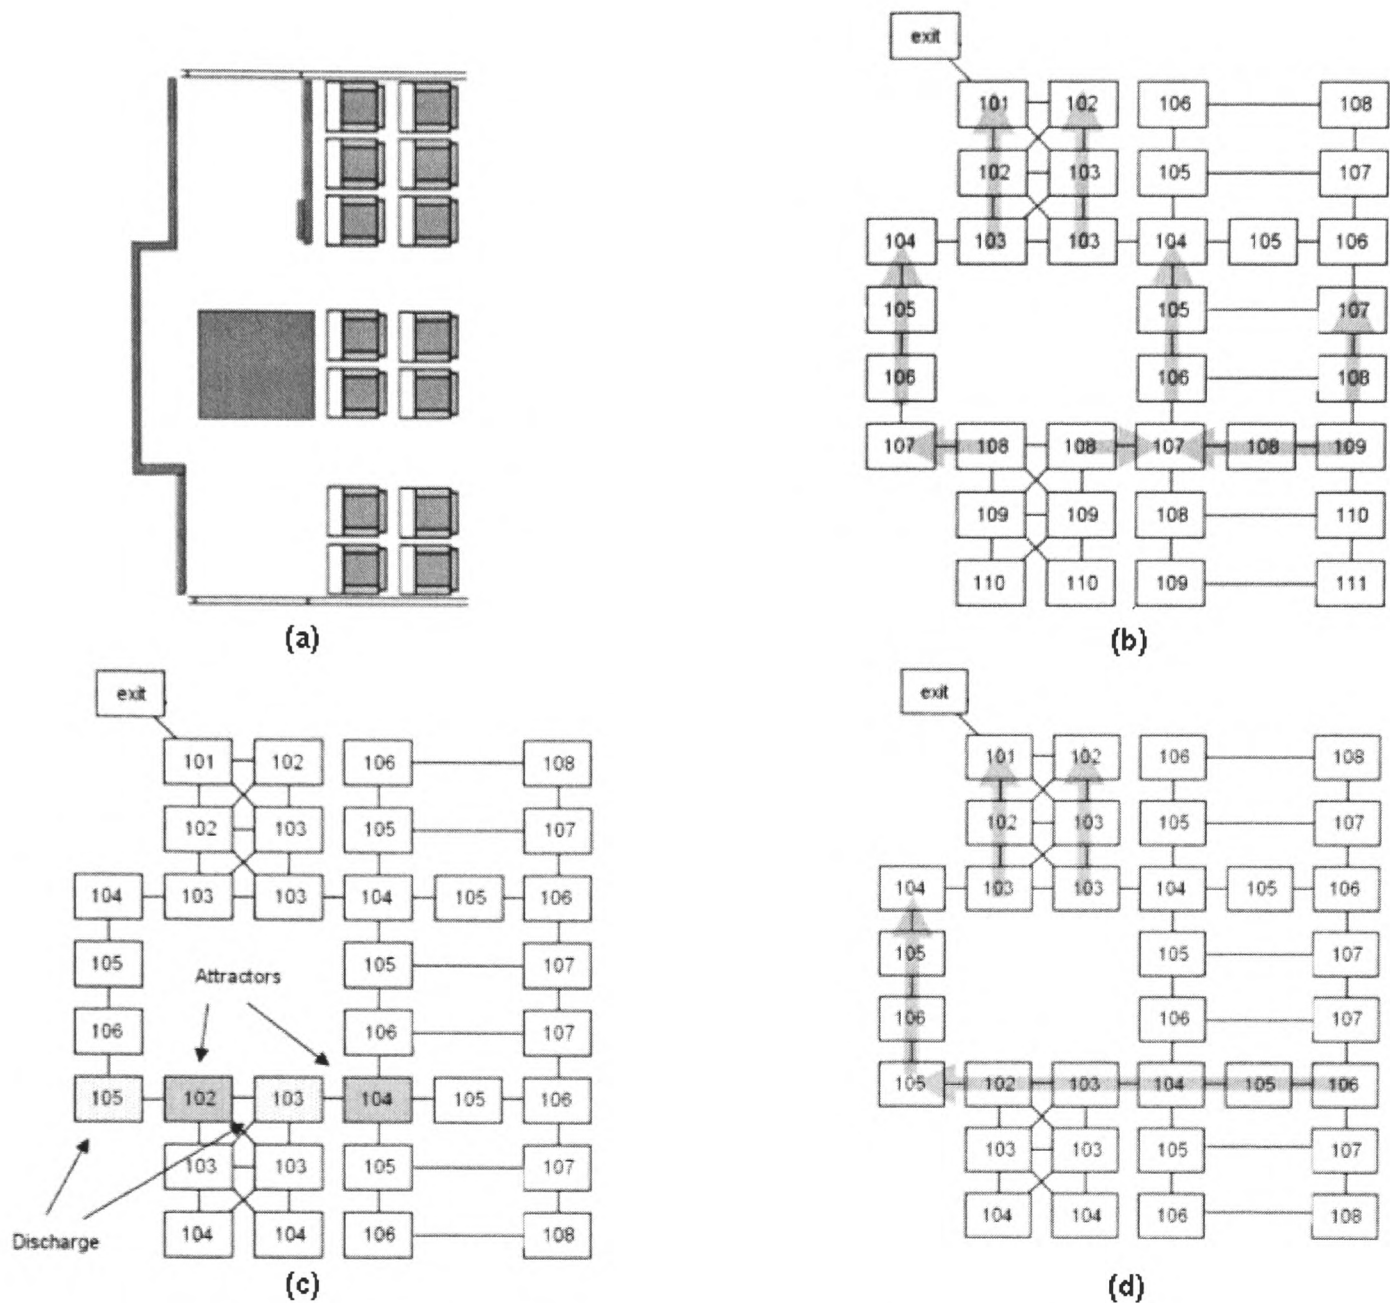 exit
101 102 106 108
102 103 105 107
104 103 103 104 105 106
105 105 107
106 106 108
107 108 108 107 108 109
109 109 108 110
110 110 109 111
(a)
(b)
exit
101 102 106 108
102 103 105 107
104 103 103 104 105 106
105 Attractors 105 107
106 106 107
105 102 103 104 105 106
103 103 105 107
Discharge 104 104 106 108
(c)
exit
101 102 106 108
102 103 105 107
104 103 103 104 105 106
105 105 107
106 106 107
105 102 103 104 105 106
103 103 105 107
104 104 106 108
(d)